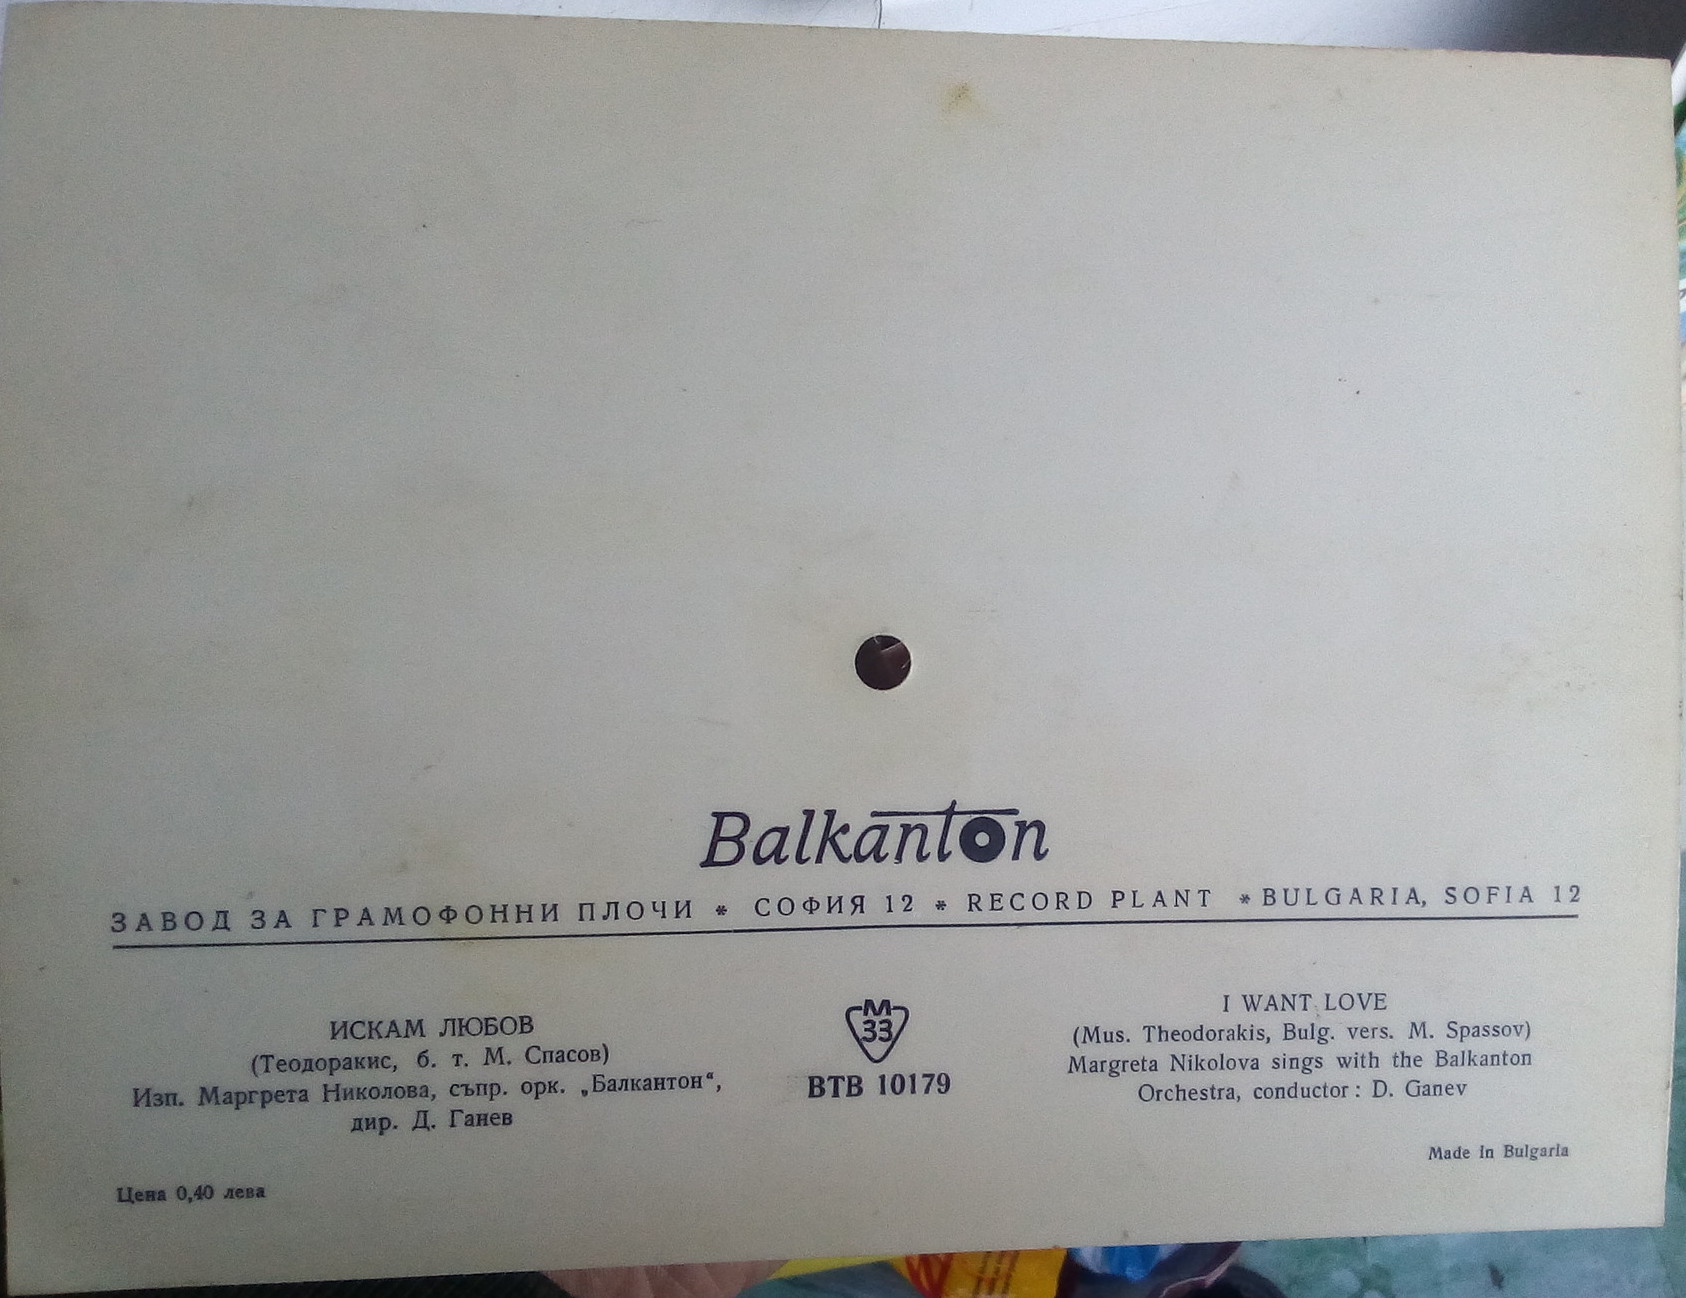 Balkanton
ЗАВОД ЗА ГРАМОФОННИ ПЛОЧИ * СОФИЯ 12 * RECORD PLANT * BULGARIA, SOFIA 12
ИСКАМ ЛЮБОВ
(Теодоракис, б. т. М. Спасов)
Изп. Маргрета Николова, съпр. орк. „Балкантон“,
дир. Д. Ганев
Цена 0,40 лева
М
33
ВТВ 10179
I WANT LOVE
(Mus. Theodorakis, Bulg. vers. M. Spassov)
Margreta Nikolova sings with the Balkanton
Orchestra, conductor : D. Ganev
Made in Bulgaria